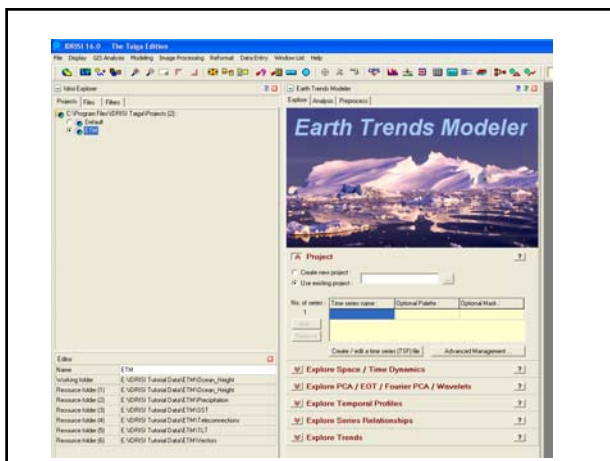 IDRISI 16.0 The Taiga Edition
File Display GIS Analysis Modeling Image Processing Reformat Data Entry Window List Help
Idrisi Explorer
Projects Files Filters
C:\Program Files\IDRISI Taiga\Projects [2]
Default
ETM
Editor
Name ETM
Working folder E:\IDRISI Tutorial Data\ETM\Ocean_Height
Resource folder (1) E:\IDRISI Tutorial Data\ETM\Ocean_Height
Resource folder (2) E:\IDRISI Tutorial Data\ETM\Precipitation
Resource folder (3) E:\IDRISI Tutorial Data\ETM\SST
Resource folder (4) E:\IDRISI Tutorial Data\ETM\Teleconnections
Resource folder (5) E:\IDRISI Tutorial Data\ETM\TLT
Resource folder (6) E:\IDRISI Tutorial Data\ETM\Vectors
Earth Trends Modeler
Explore Analysis Preprocess
Earth Trends Modeler
Project ?
Create new project :
Use existing project : ...
No. of series : Time series name : Optional Palette : Optional Mask :
1
Add
Remove
Create / edit a time series (TSF) file Advanced Management ...
Explore Space / Time Dynamics ?
Explore PCA / EOT / Fourier PCA / Wavelets ?
Explore Temporal Profiles ?
Explore Series Relationships ?
Explore Trends ?